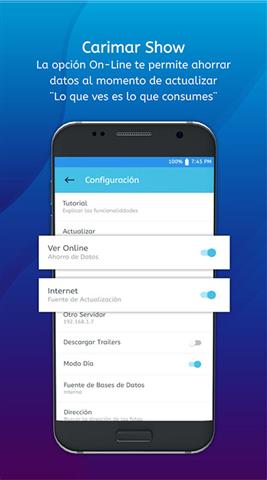 Carimar Show
La opción On-Line te permite ahorrar
datos al momento de actualizar
¨Lo que ves es lo que consumes¨
100% 7:45 PM
Configuración
Tutorial
Explicar las funcionalidades
Actualizar
Ver Online
Ahorro de Datos
Internet
Fuente de Actualización
Otro Servidor
192.168.1.7
Descargar Trailers
Modo Día
Fuente de Bases de Datos
Internet
Dirección